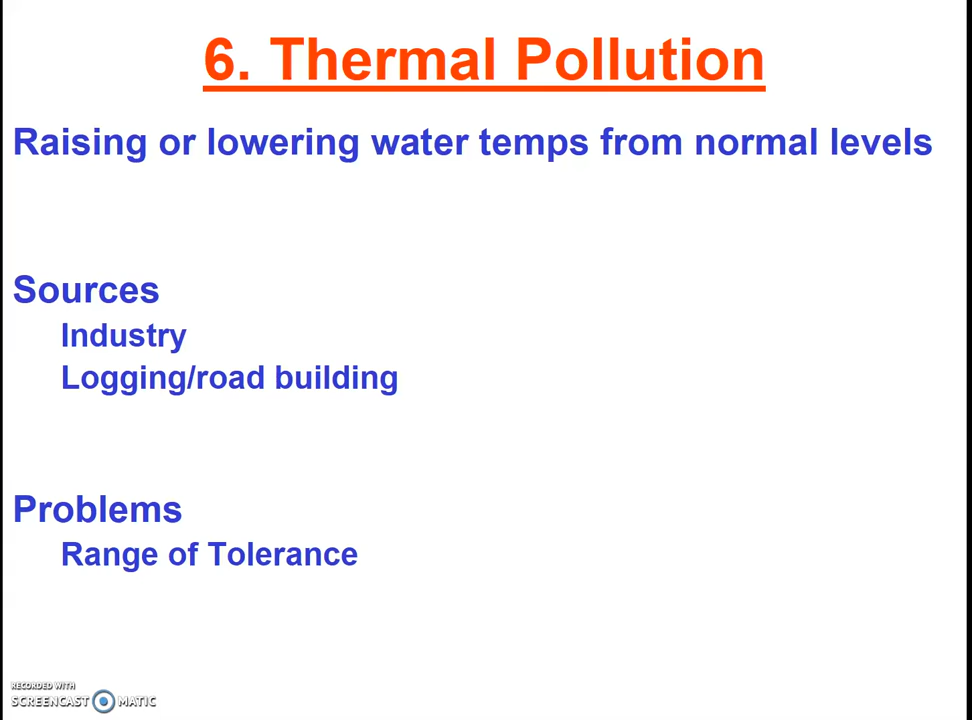 6. Thermal Pollution
Raising or lowering water temps from normal levels
Sources
Industry
Logging/road building
Problems
Range of Tolerance
RECORDED WITH
SCREENCAST MATIC